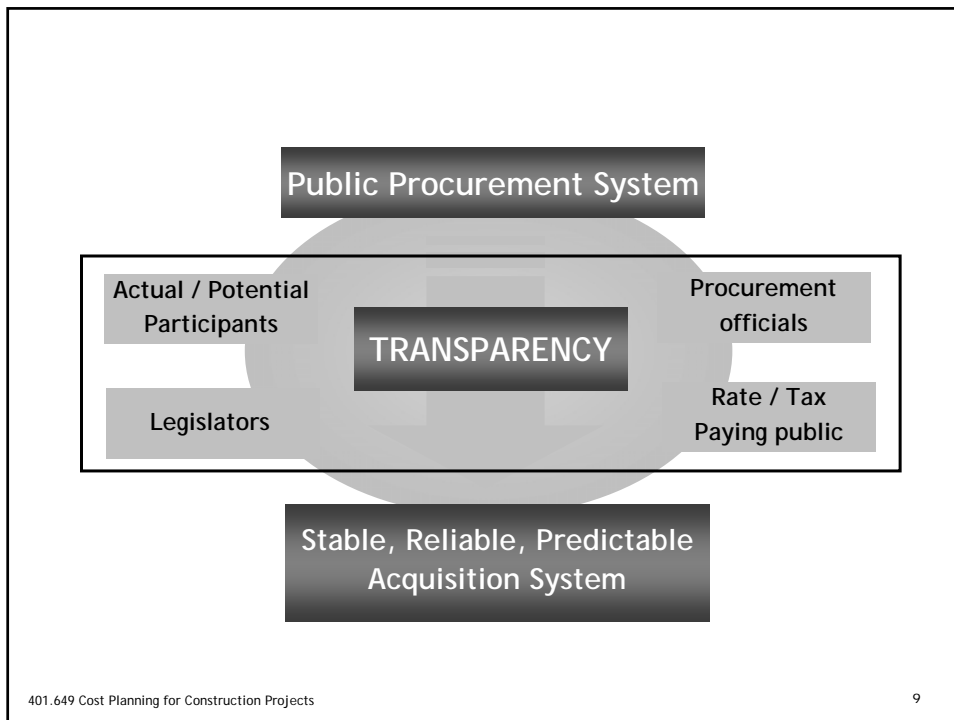 Public Procurement System
Actual / Potential
Participants
Procurement
officials
TRANSPARENCY
Legislators
Rate / Tax
Paying public
Stable, Reliable, Predictable
Acquisition System
401.649 Cost Planning for Construction Projects
9